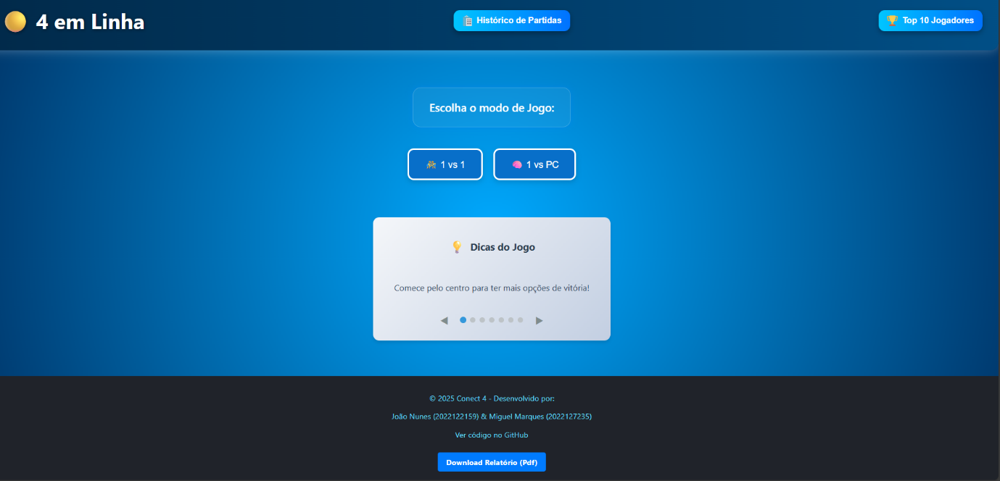 4 em Linha
Histórico de Partidas
Top 10 Jogadores
Escolha o modo de Jogo:
1 vs 1
1 vs PC
Dicas do Jogo
Comece pelo centro para ter mais opções de vitória!
© 2025 Conect 4 - Desenvolvido por:
João Nunes (2022122159) & Miguel Marques (2022127235)
Ver código no GitHub
Download Relatório (Pdf)